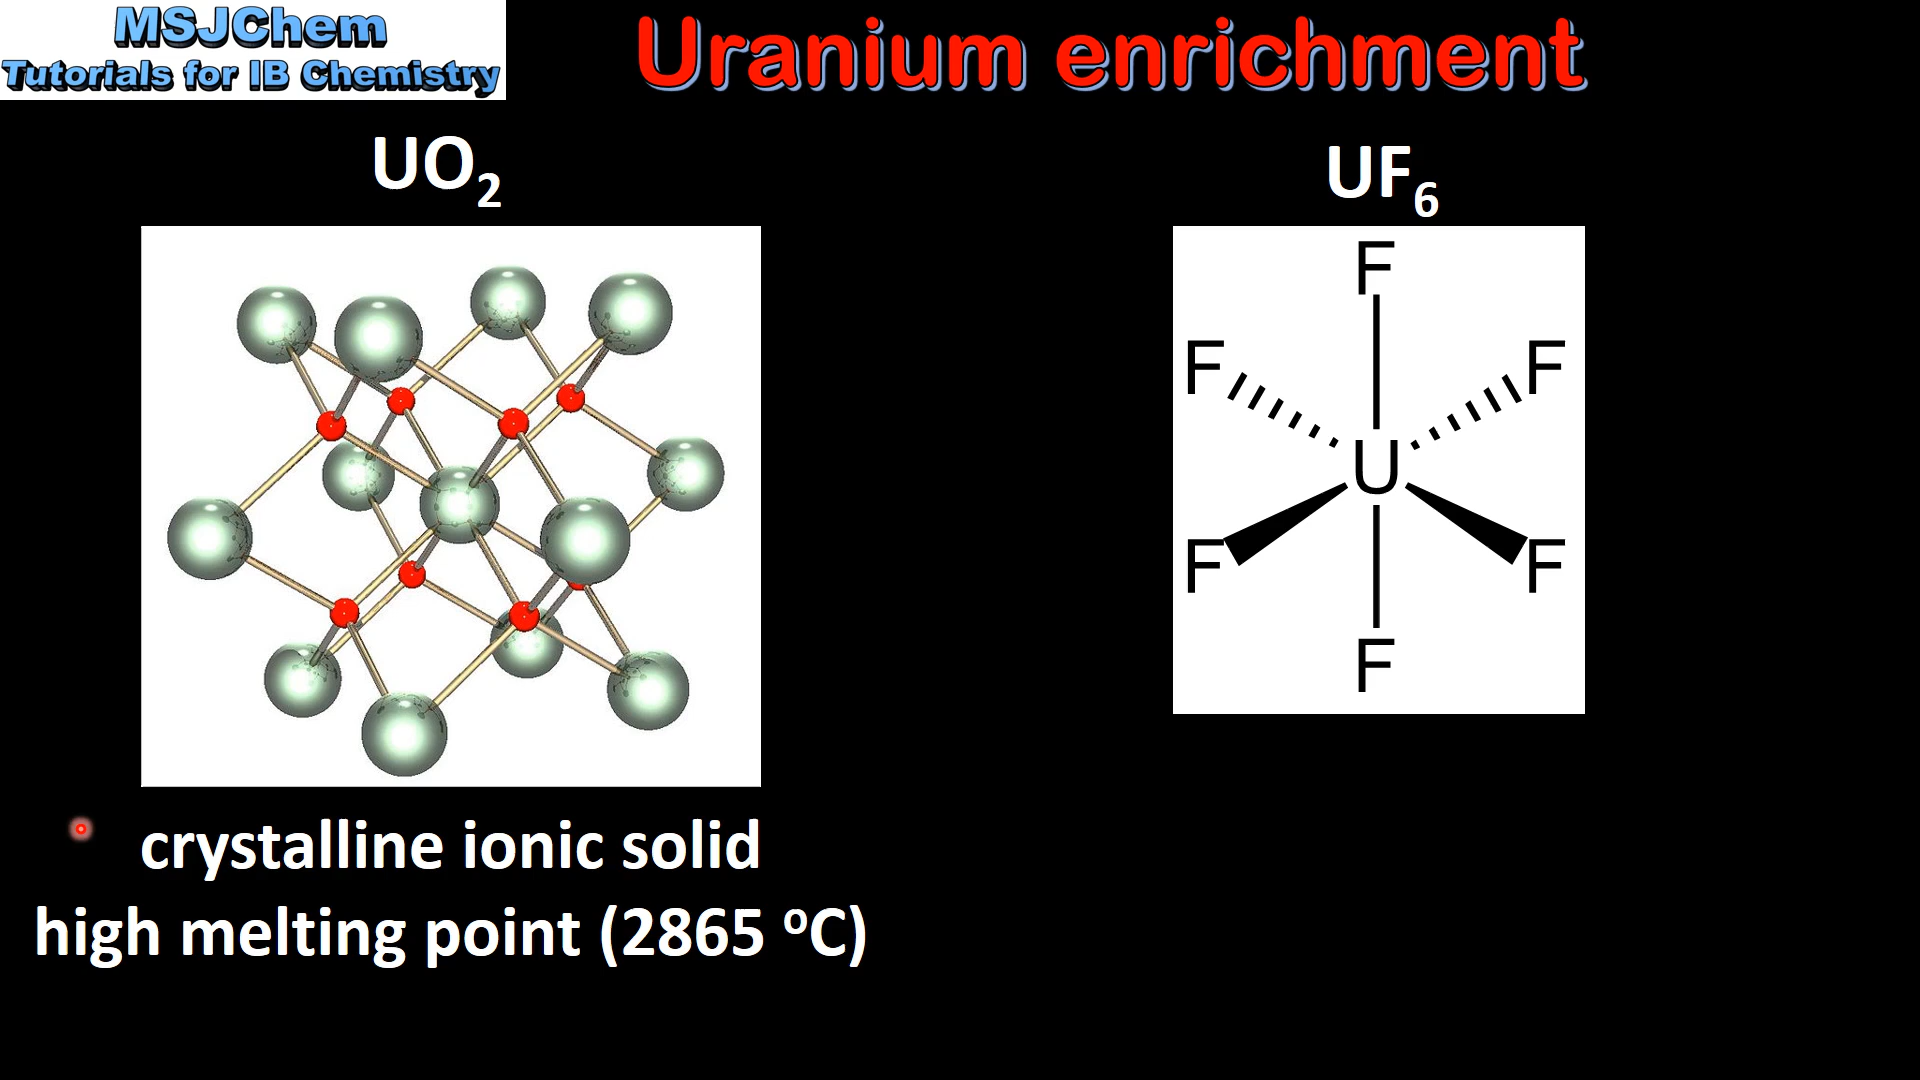 MSJChem
Tutorials for IB Chemistry
Uranium enrichment
UO₂
UF₆
F
F F
U
F F
F
crystalline ionic solid
high melting point (2865 ᵒC)